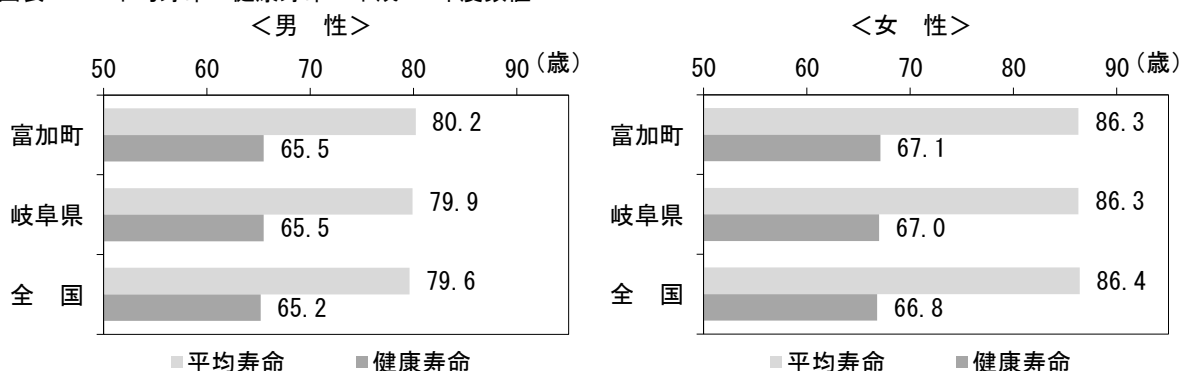 ＜男　性＞
50 60 70 80 90（歳）
富加町 80.2
65.5
岐阜県 79.9
65.5
全　国 79.6
65.2
■平均寿命 ■健康寿命
＜女　性＞
50 60 70 80 90（歳）
富加町 86.3
67.1
岐阜県 86.3
67.0
全　国 86.4
66.8
■平均寿命 ■健康寿命